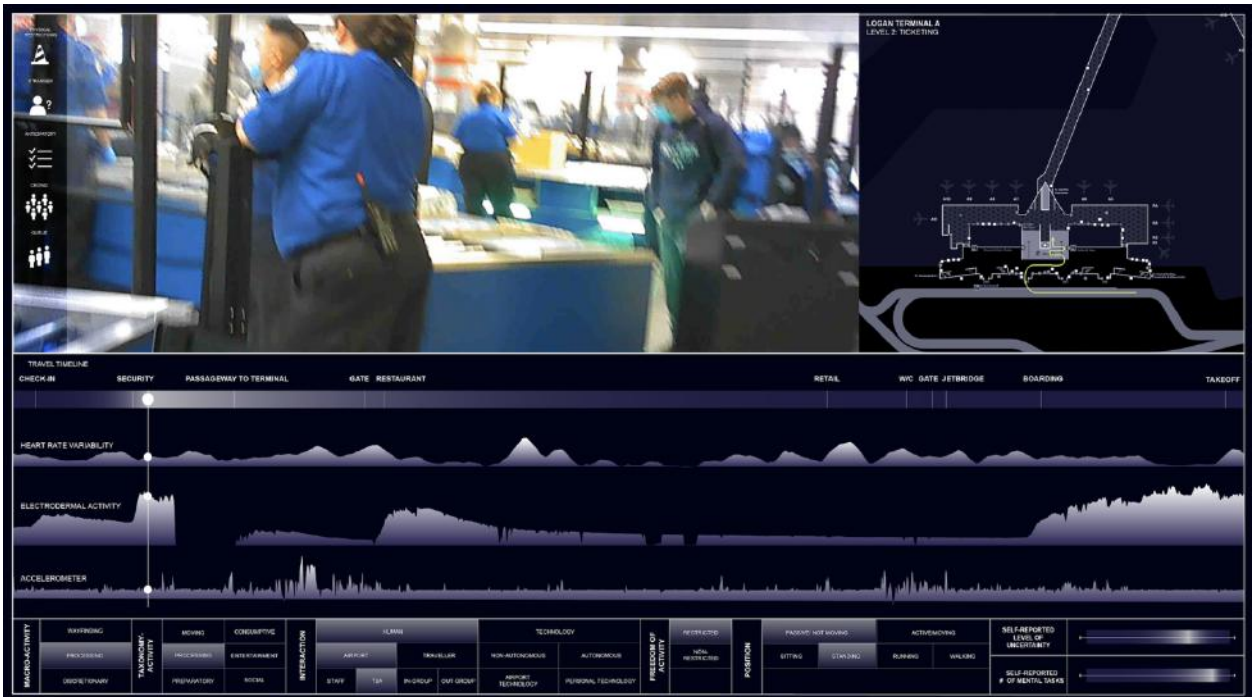 STRANGER
ANTICIPATORY
CROWD
QUEUE
LOGAN TERMINAL A
LEVEL 2: TICKETING
TRAVEL TIMELINE
CHECK-IN SECURITY PASSAGEWAY TO TERMINAL GATE RESTAURANT RETAIL W/C GATE JETBRIDGE BOARDING TAKEOFF
HEART RATE VARIABILITY
ELECTRODERMAL ACTIVITY
ACCELEROMETER
MACRO-ACTIVITY
WAYFINDING
PROCESSING
DISCRETIONARY
TAXONOMY-ACTIVITY
MOVING CONSUMPTIVE
PROCESSING ENTERTAINMENT
PREPARATORY SOCIAL
INTERACTION
HUMAN TECHNOLOGY
AIRPORT TRAVELLER NON-AUTONOMOUS AUTONOMOUS
STAFF TSA IN-GROUP OUT GROUP AIRPORT TECHNOLOGY PERSONAL TECHNOLOGY
FREEDOM OF ACTIVITY
RESTRICTED
NON-RESTRICTED
POSITION
PASSIVE/ NOT MOVING ACTIVE/MOVING
SITTING STANDING RUNNING WALKING
SELF-REPORTED
LEVEL OF
UNCERTAINTY
SELF-REPORTED
# OF MENTAL TASKS